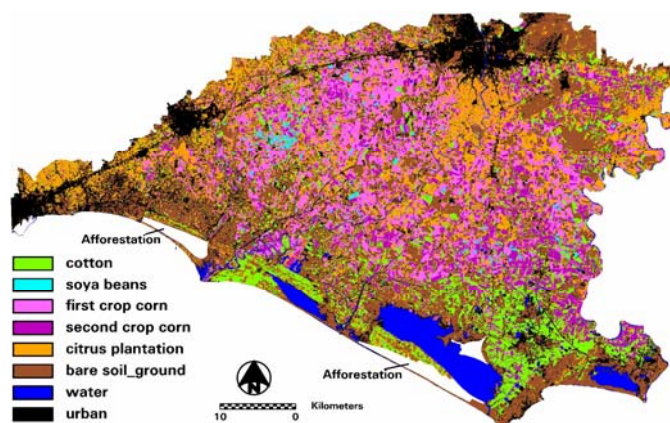 Afforestation
cotton
soya beans
first crop corn
second crop corn
citrus plantation
bare soil_ground
water
urban
Afforestation
N
10 0 Kilometers